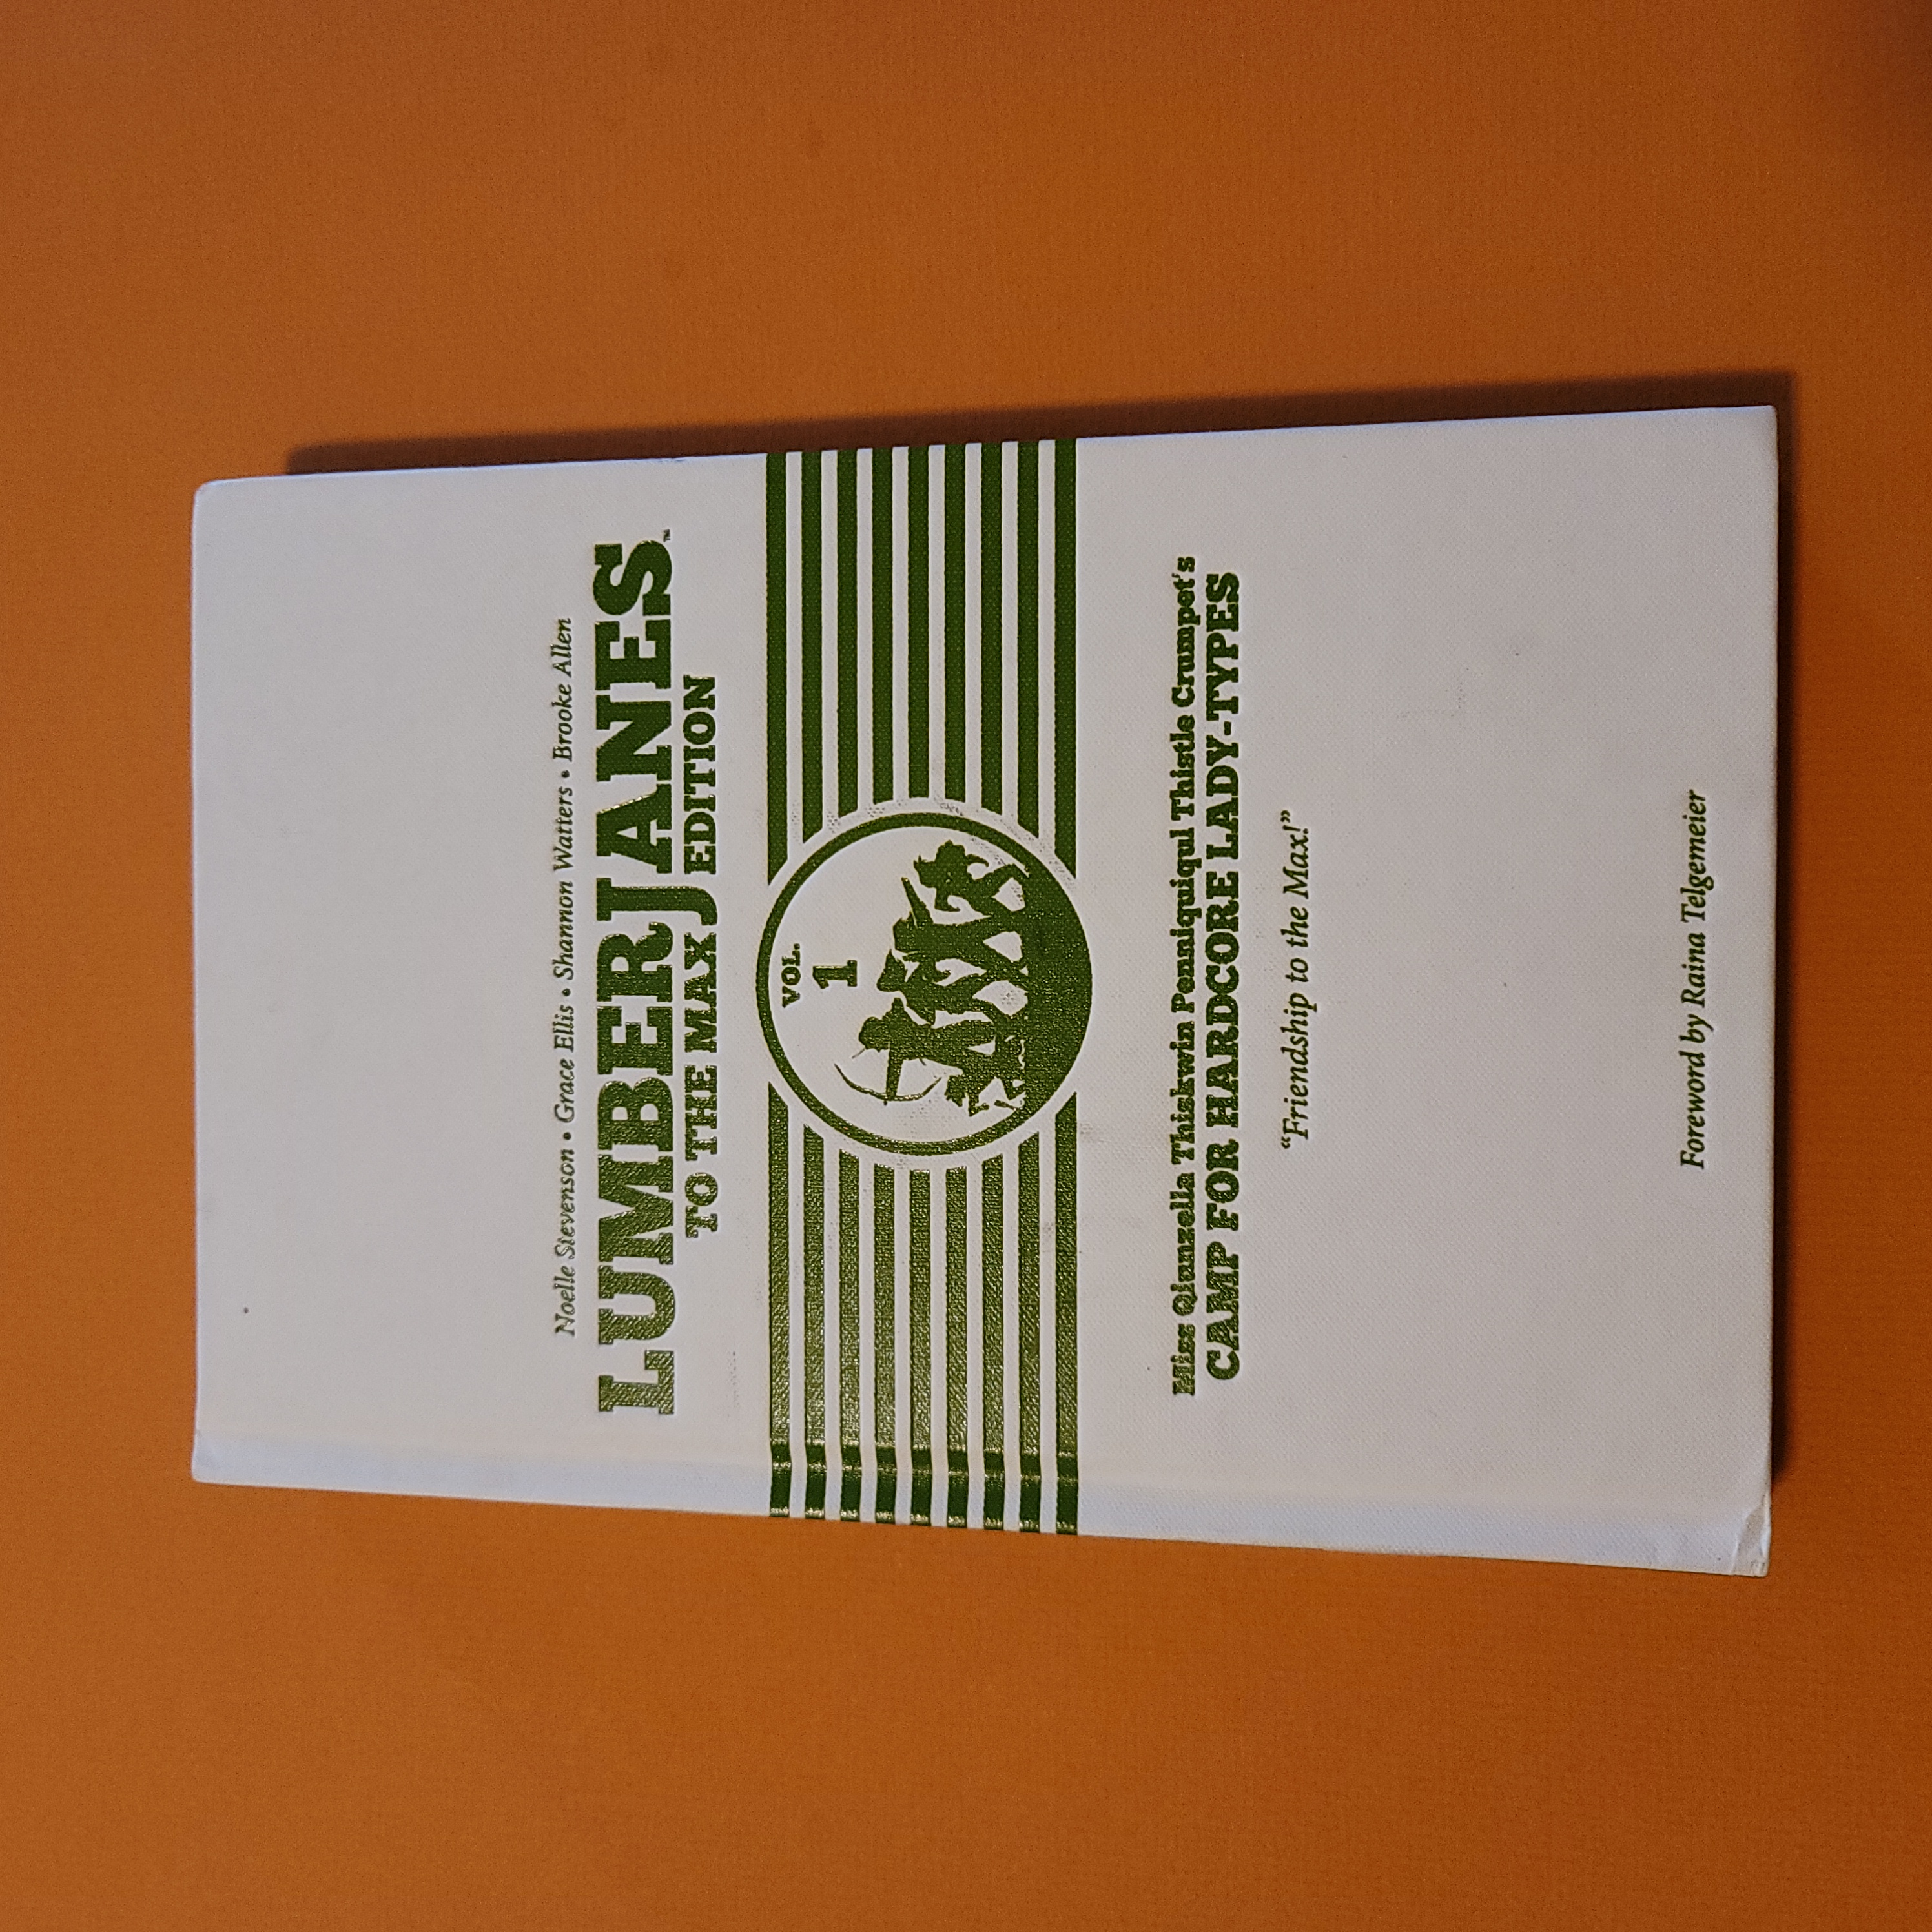 Noelle Stevenson • Grace Ellis • Shannon Watters • Brooke Allen
LUMBERJANES™
TO THE MAX EDITION
VOL.
1
Miss Qiunzella Thiskwin Penniquiqul Thistle Crumpet's
CAMP FOR HARDCORE LADY-TYPES
“Friendship to the Max!”
Foreword by Raina Telgemeier